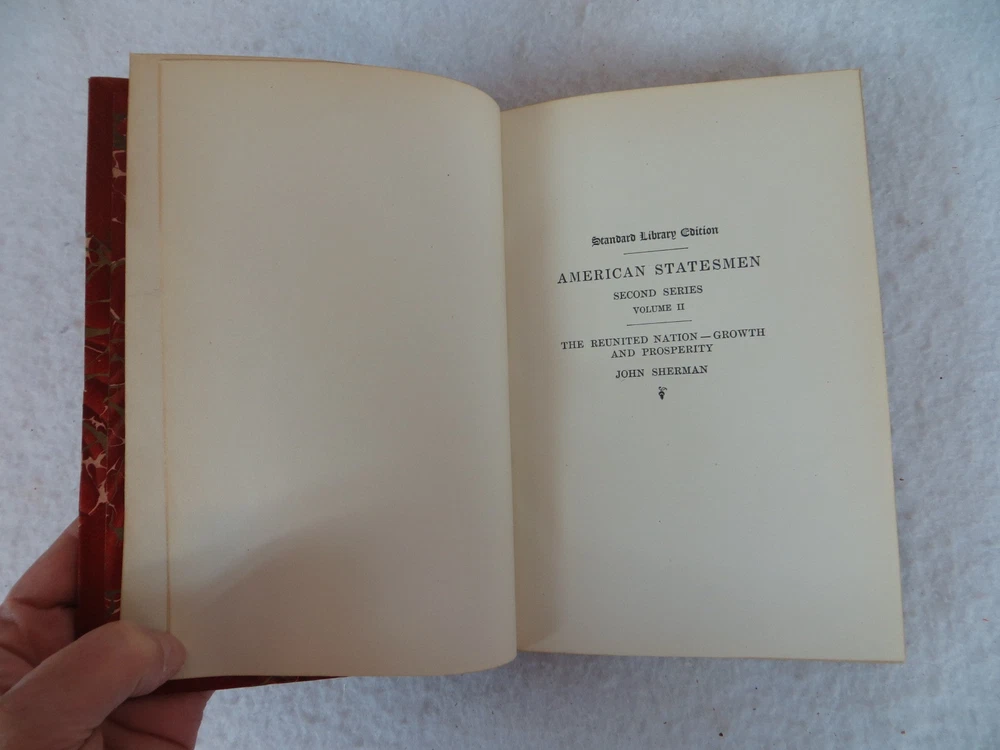 Standard Library Edition
AMERICAN STATESMEN
SECOND SERIES
VOLUME II
THE REUNITED NATION—GROWTH
AND PROSPERITY
JOHN SHERMAN